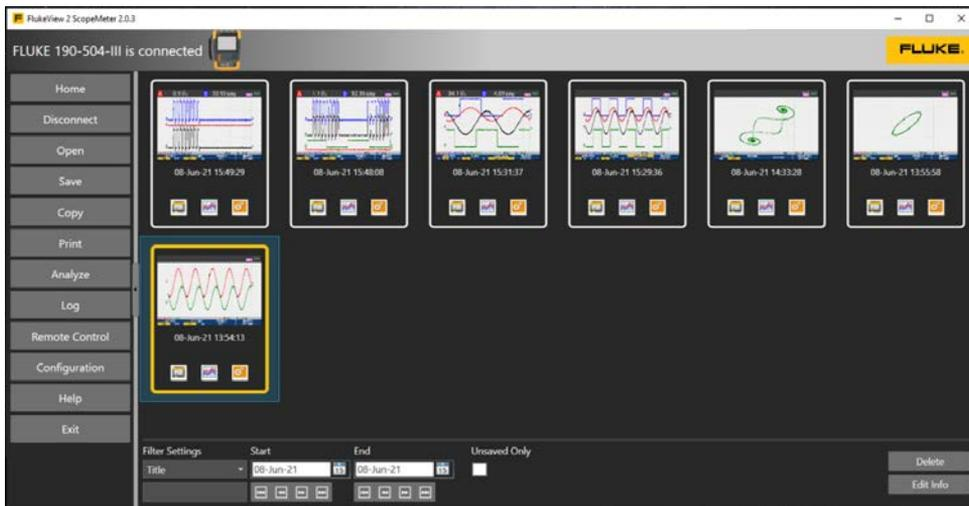 FlukeView 2 ScopeMeter 2.0.3
FLUKE 190-504-III is connected
FLUKE.
Home
Disconnect
Open
Save
Copy
Print
Analyze
Log
Remote Control
Configuration
Help
Exit
08-Jun-21 15:49:29
08-Jun-21 15:48:08
08-Jun-21 15:31:37
08-Jun-21 15:29:36
08-Jun-21 14:33:28
08-Jun-21 13:55:58
08-Jun-21 13:54:13
Filter Settings
Start
End
Unsaved Only
Title
08-Jun-21
15
08-Jun-21
15
Delete
Edit Info